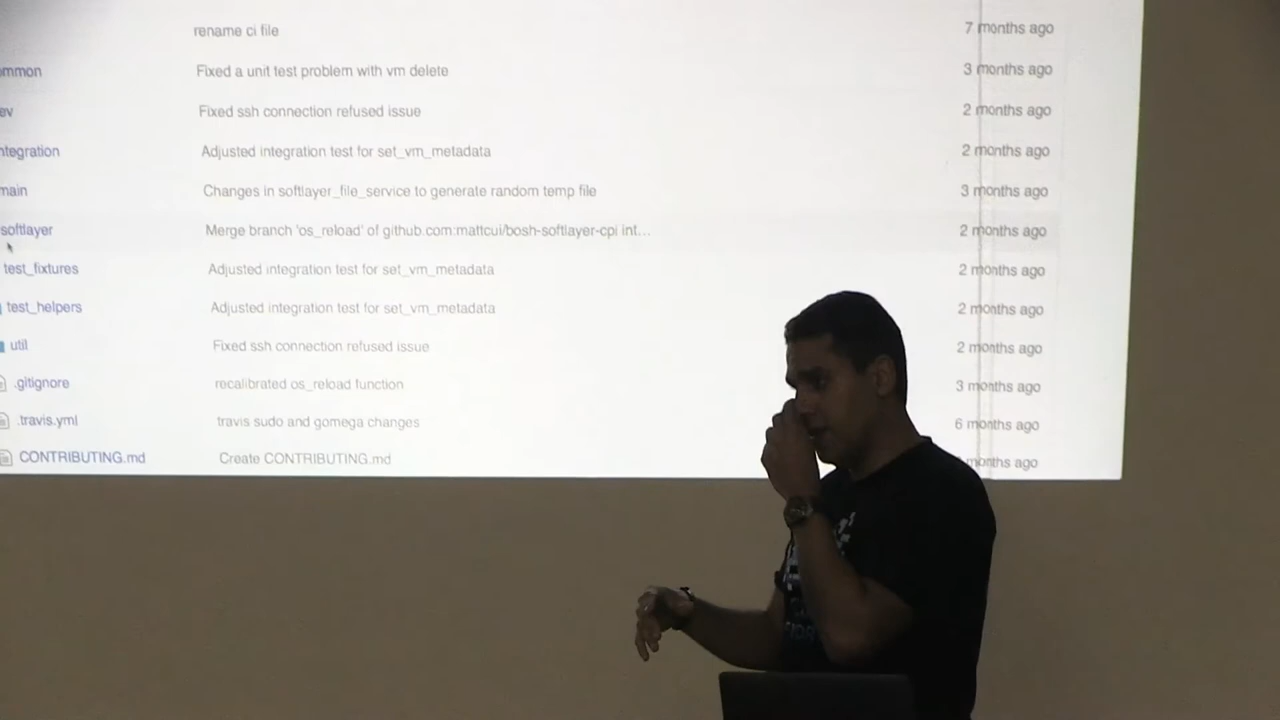 rename ci file 7 months ago
mmon Fixed a unit test problem with vm delete 3 months ago
ev Fixed ssh connection refused issue 2 months ago
ntegration Adjusted integration test for set_vm_metadata 2 months ago
main Changes in softlayer_file_service to generate random temp file 3 months ago
softlayer Merge branch 'os_reload' of github.com:mattcui/bosh-softlayer-cpi int... 2 months ago
test_fixtures Adjusted integration test for set_vm_metadata 2 months ago
test_helpers Adjusted integration test for set_vm_metadata 2 months ago
util Fixed ssh connection refused issue 2 months ago
.gitignore recalibrated os_reload function 3 months ago
.travis.yml travis sudo and gomega changes 6 months ago
CONTRIBUTING.md Create CONTRIBUTING.md months ago